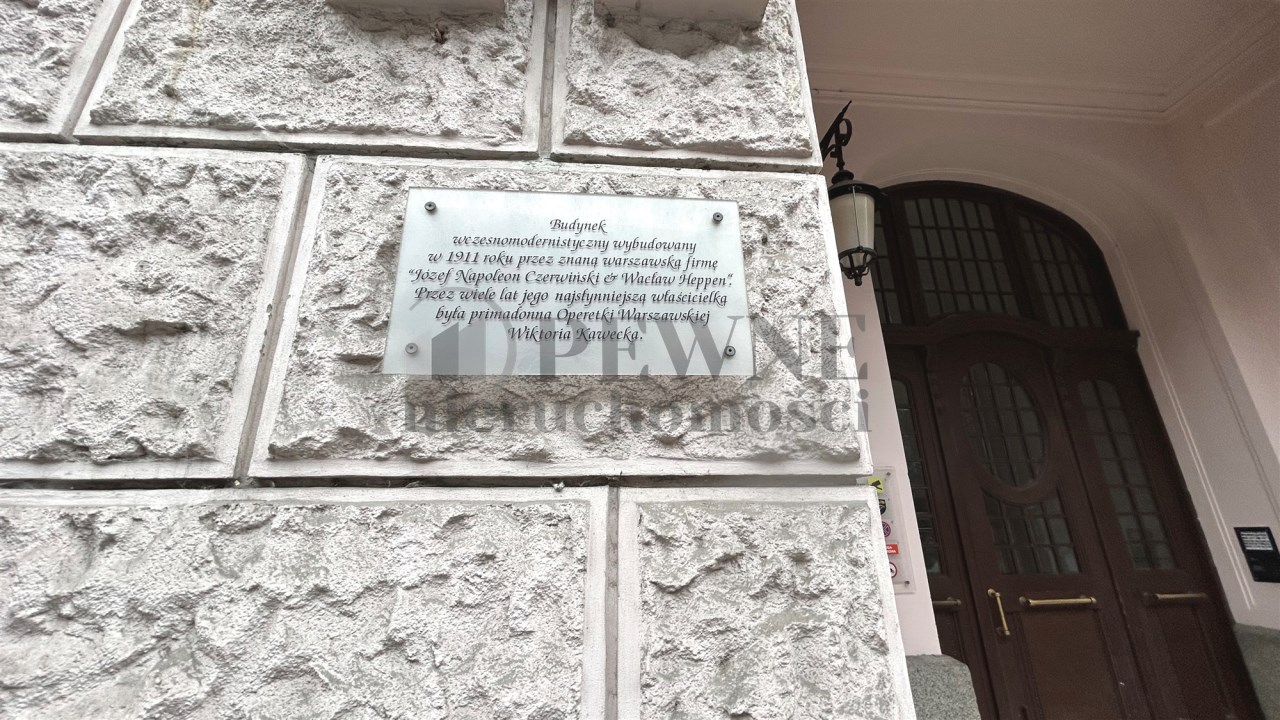 Budynek
wczesnomodernistyczny wybudowany
w 1911 roku przez znaną warszawską firmę
"Józef Napoleon Czerwiński & Wacław Heppen".
Przez wiele lat jego najsłynniejszą właścicielką
była primadonna Operetki Warszawskiej
Wiktoria Kawecka.
PEWNE
nieruchomości